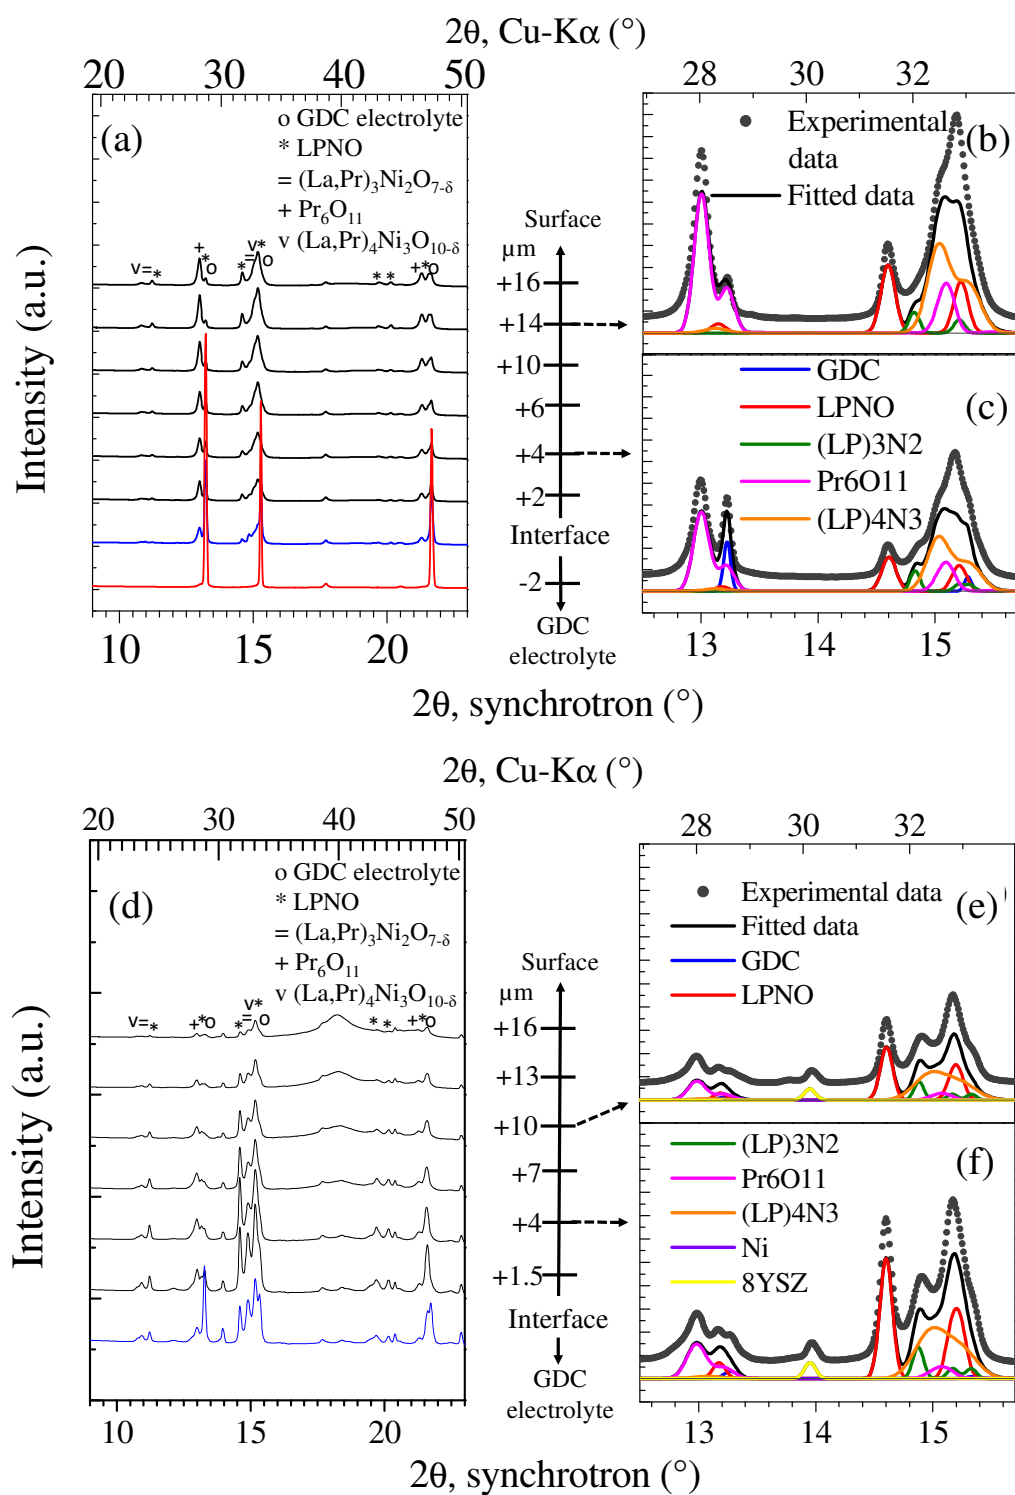 2θ, Cu-Kα (°)
20 30 40 50
28 30 32
(a)
o GDC electrolyte
* LPNO
= (La,Pr)₃Ni₂O₇₋δ
+ Pr₆O₁₁
v (La,Pr)₄Ni₃O₁₀₋δ
v=* + *o *=o v* ** +*o
Intensity (a.u.)
10 15 20
Surface
µm
+16
+14
+10
+6
+4
+2
Interface
-2
GDC
electrolyte
(b)
Experimental
data
Fitted data
(c)
GDC
LPNO
(LP)3N2
Pr6O11
(LP)4N3
13 14 15
2θ, synchrotron (°)
2θ, Cu-Kα (°)
20 30 40 50
28 30 32
(d)
o GDC electrolyte
* LPNO
= (La,Pr)₃Ni₂O₇₋δ
+ Pr₆O₁₁
v (La,Pr)₄Ni₃O₁₀₋δ
v=* +*o *=o v* * * +*o
Intensity (a.u.)
10 15 20
Surface
µm
+16
+13
+10
+7
+4
+1.5
Interface
GDC
electrolyte
(e)
Experimental data
Fitted data
GDC
LPNO
(f)
(LP)3N2
Pr6O11
(LP)4N3
Ni
8YSZ
13 14 15
2θ, synchrotron (°)